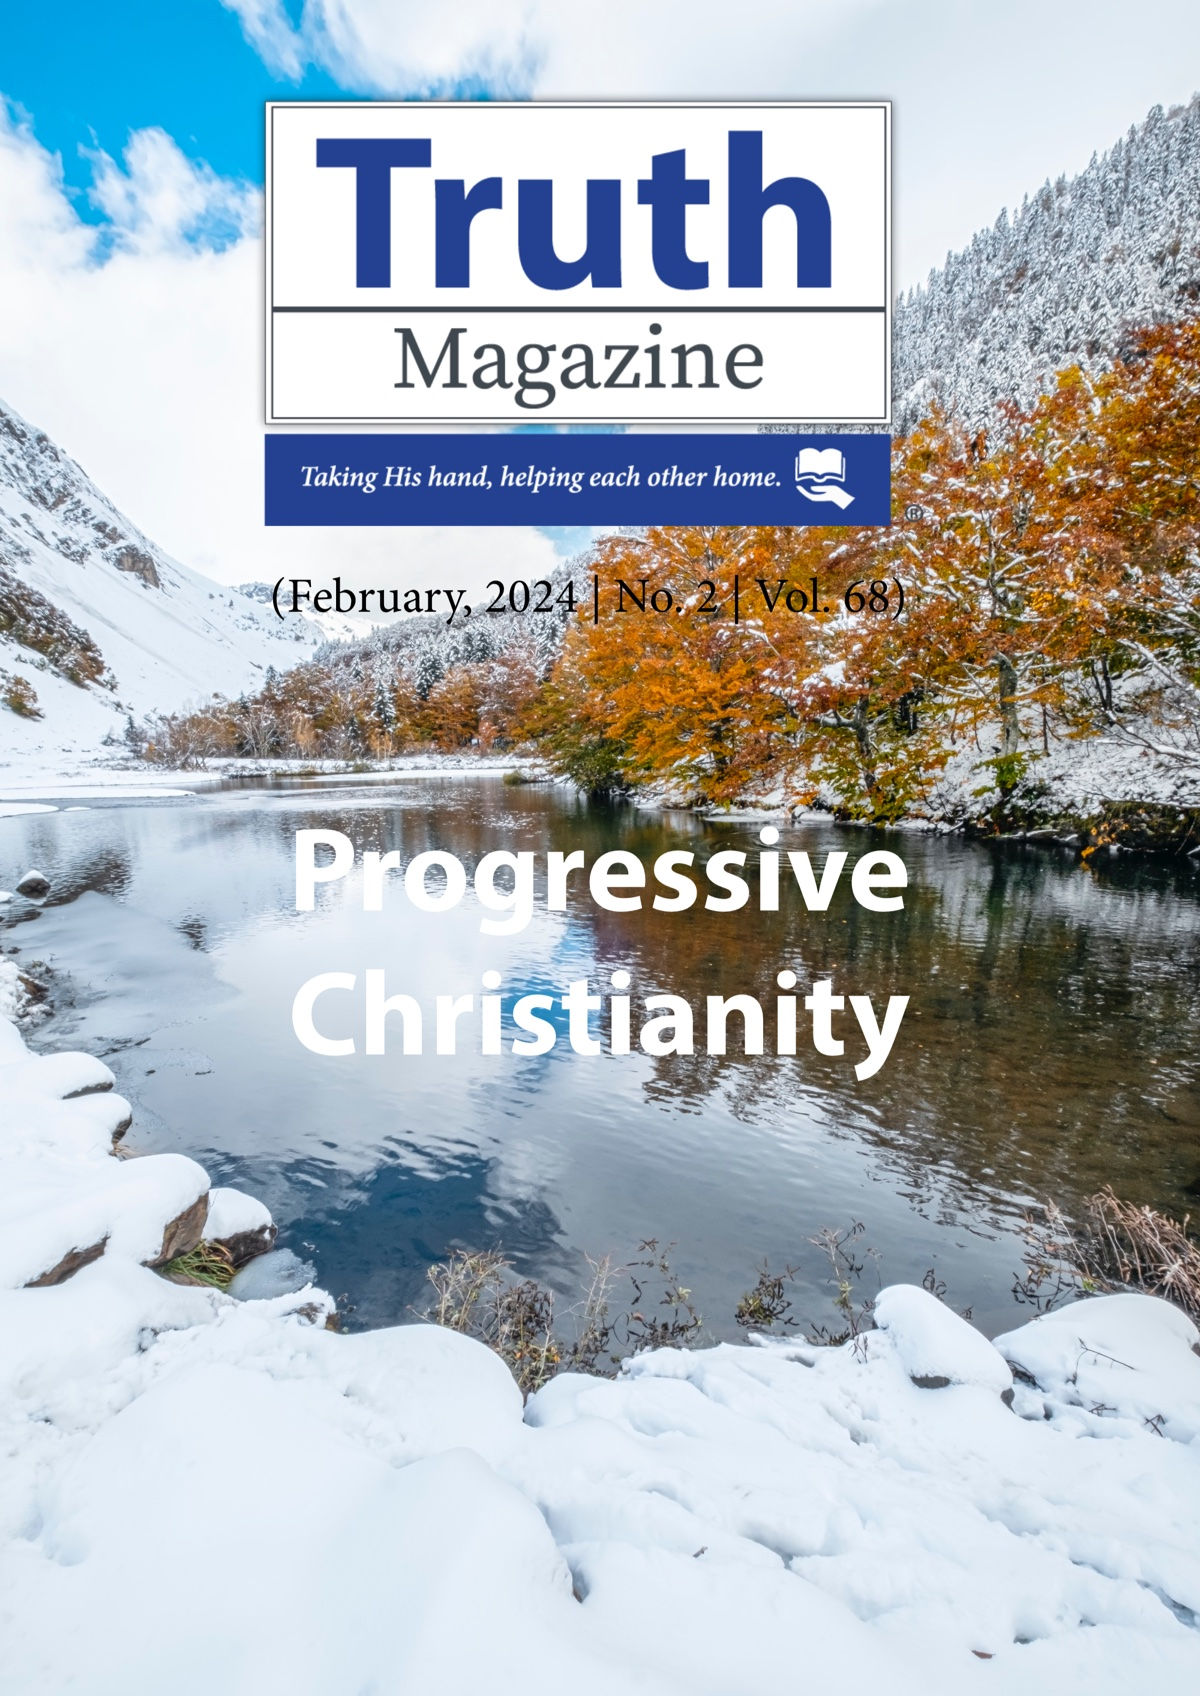 Truth
Magazine
Taking His hand, helping each other home.
®
(February, 2024 | No. 2 | Vol. 68)
Progressive
Christianity